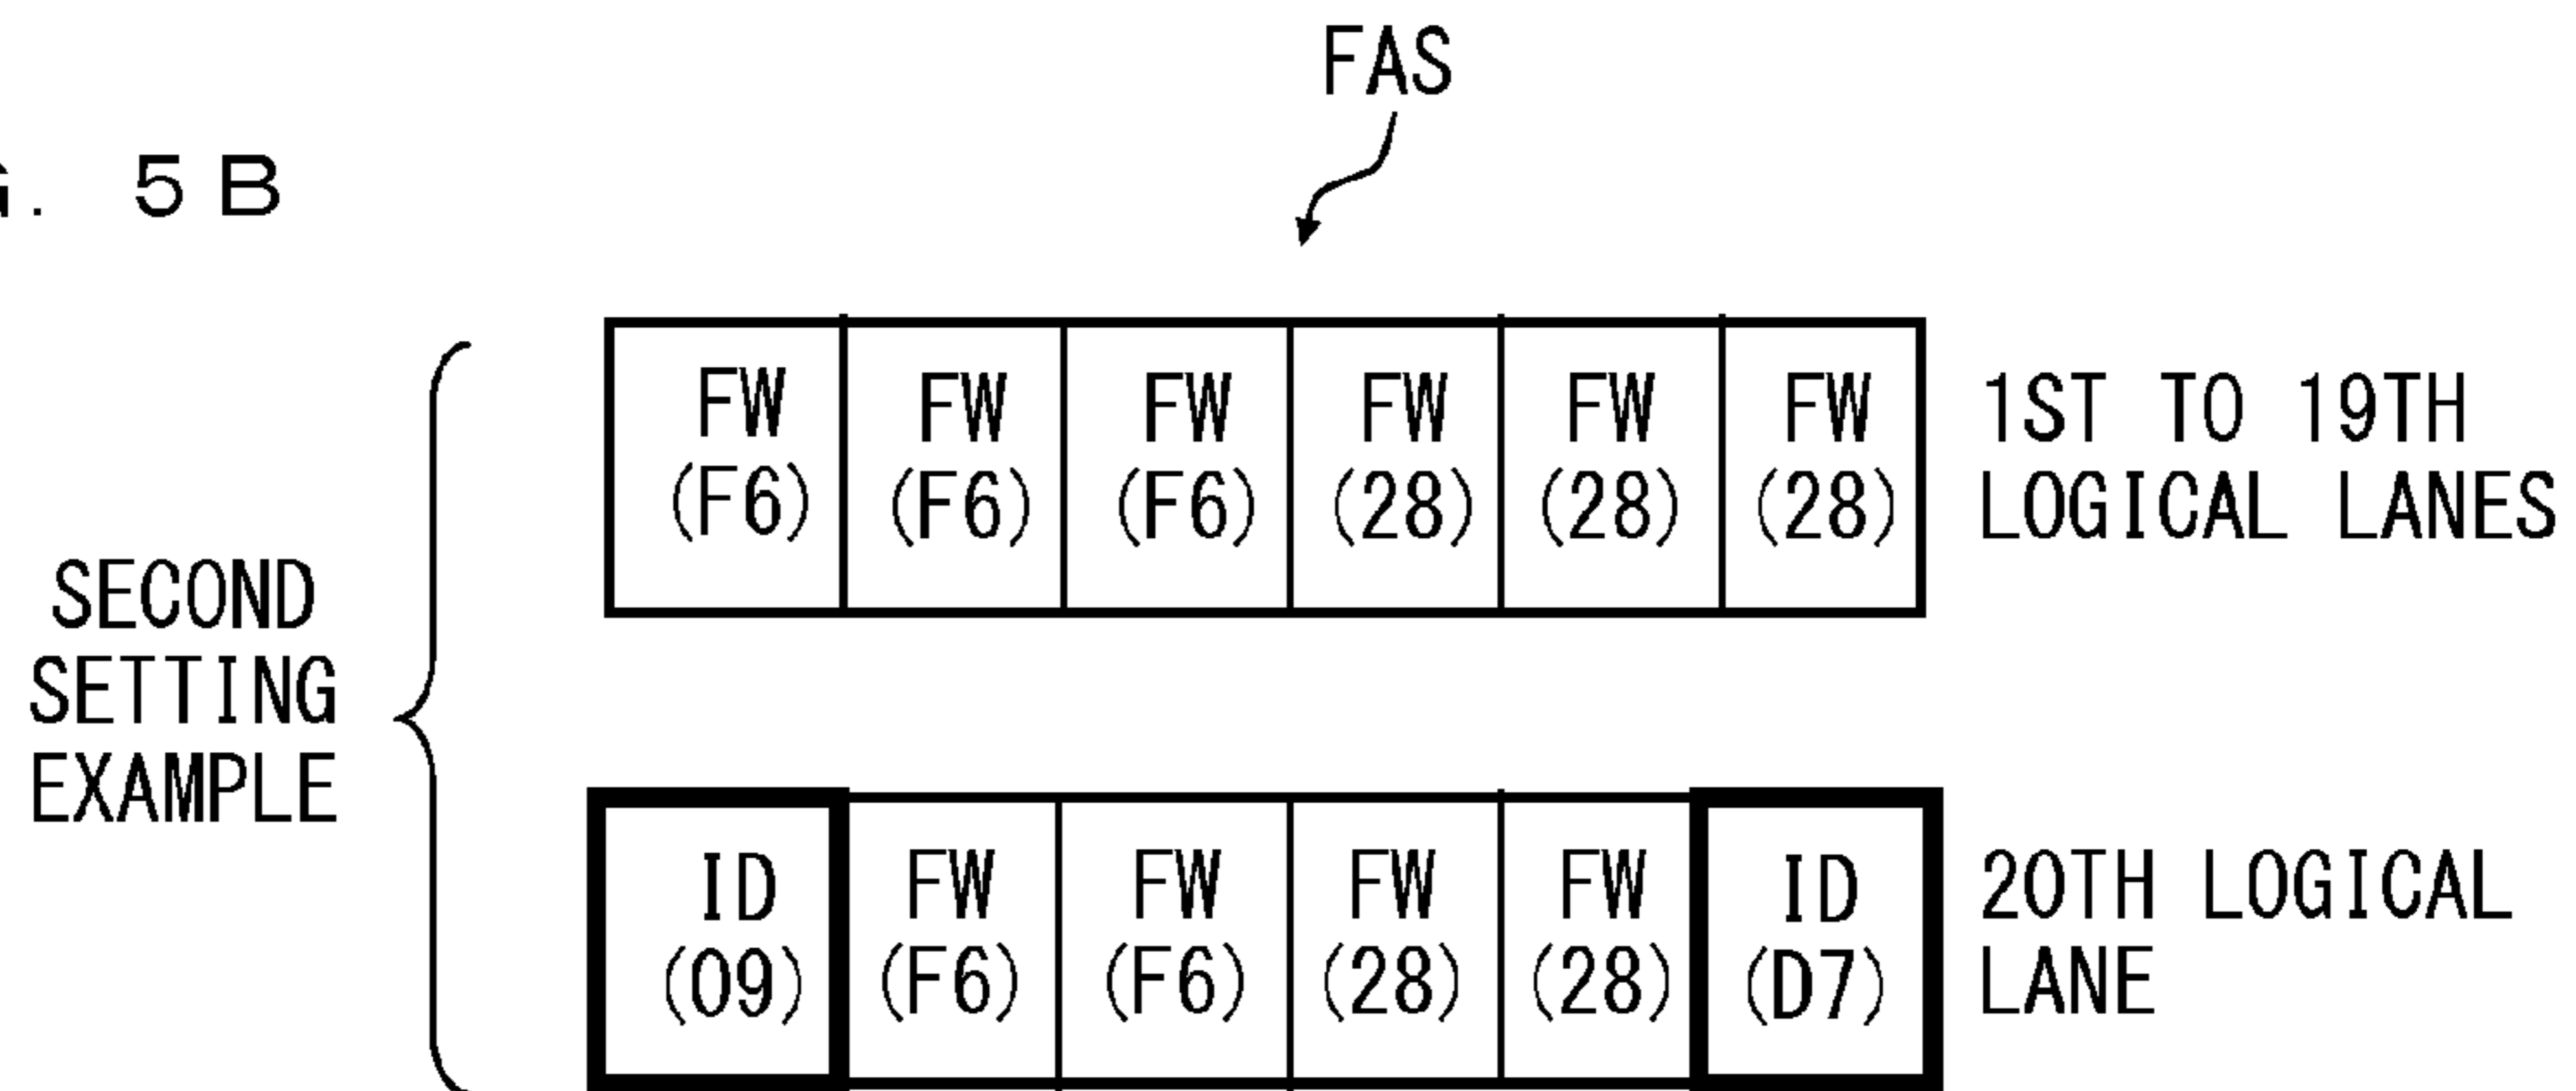 G. 5B
FAS
FW FW FW FW FW FW
(F6) (F6) (F6) (28) (28) (28)
1ST TO 19TH
LOGICAL LANES
SECOND
SETTING
EXAMPLE
ID FW FW FW FW ID
(09) (F6) (F6) (28) (28) (D7)
20TH LOGICAL
LANE